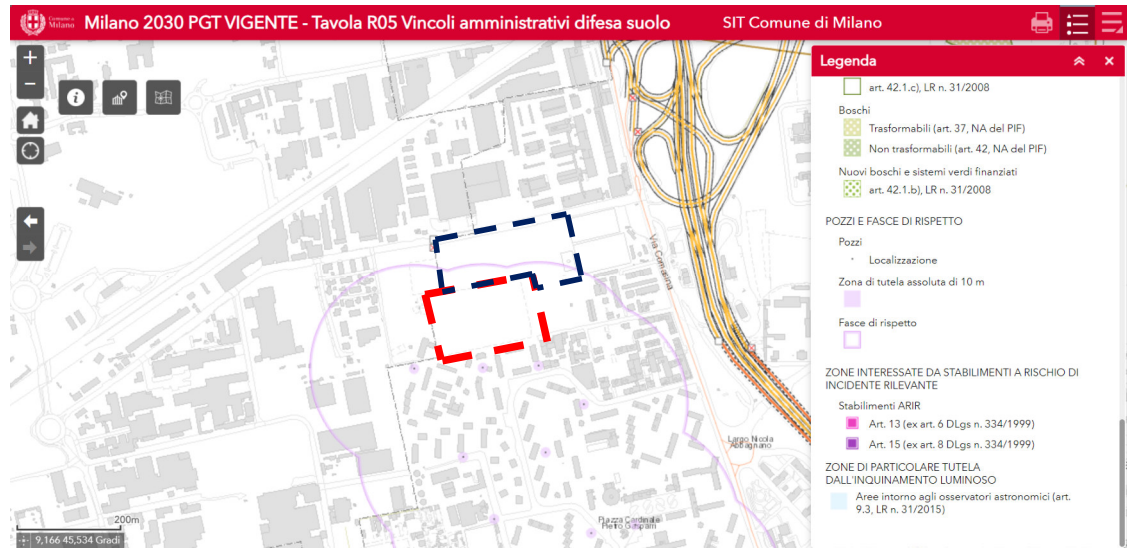 Comune di
Milano
Milano 2030 PGT VIGENTE - Tavola R05 Vincoli amministrativi difesa suolo
SIT Comune di Milano
+
−
i
Legenda
art. 42.1.c), LR n. 31/2008
Boschi
Trasformabili (art. 37, NA del PIF)
Non trasformabili (art. 42, NA del PIF)
Nuovi boschi e sistemi verdi finanziati
art. 42.1.b), LR n. 31/2008
POZZI E FASCE DI RISPETTO
Pozzi
Localizzazione
Zona di tutela assoluta di 10 m
Fasce di rispetto
ZONE INTERESSATE DA STABILIMENTI A RISCHIO DI
INCIDENTE RILEVANTE
Stabilimenti ARIR
Art. 13 (ex art. 6 DLgs n. 334/1999)
Art. 15 (ex art. 8 DLgs n. 334/1999)
ZONE DI PARTICOLARE TUTELA
DALL'INQUINAMENTO LUMINOSO
Aree intorno agli osservatori astronomici (art.
9.3, LR n. 31/2015)
Via Comasina
Largo Nicola
Abbagnano
Piazza Cardinale
Pietro Gasparri
200m
9,166 45,534 Gradi